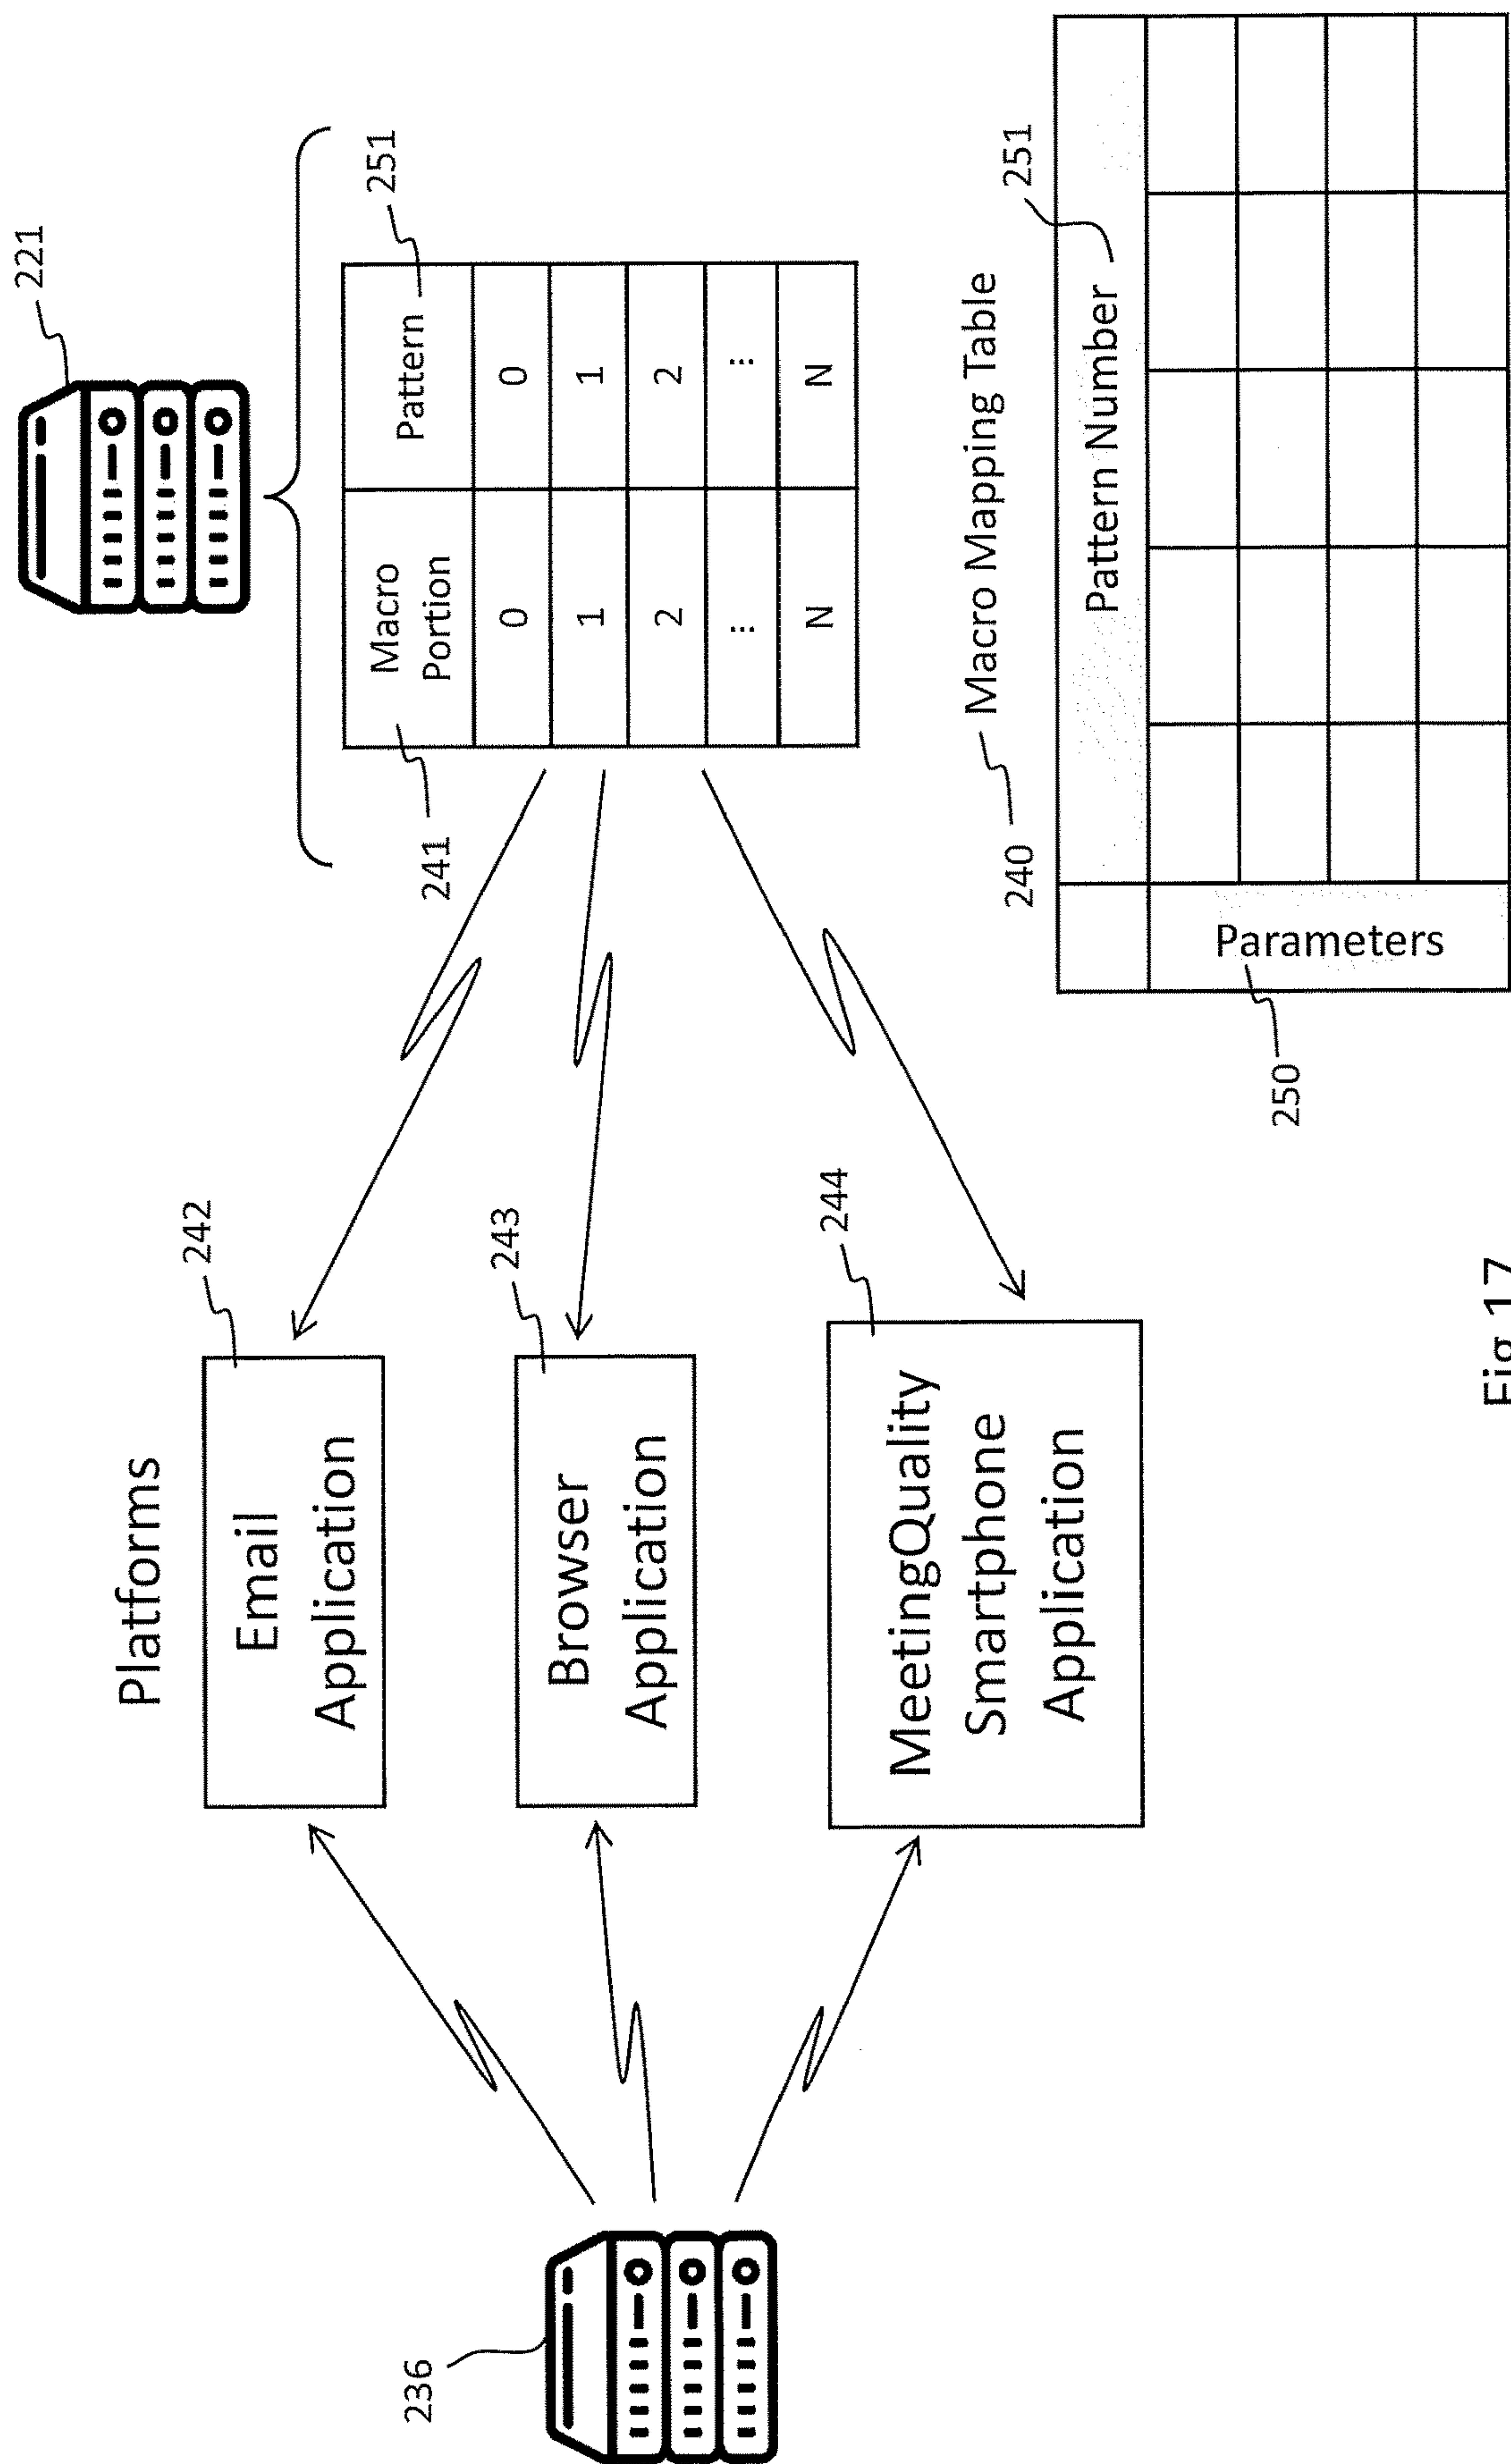 Platforms
236
242
Email
Application
243
Browser
Application
244
MeetingQuality
Smartphone
Application
221
241
251
Macro
Portion
Pattern
0
0
1
1
2
2
...
...
N
N
240
Macro Mapping Table
251
Pattern Number
Parameters
250
Fig 17